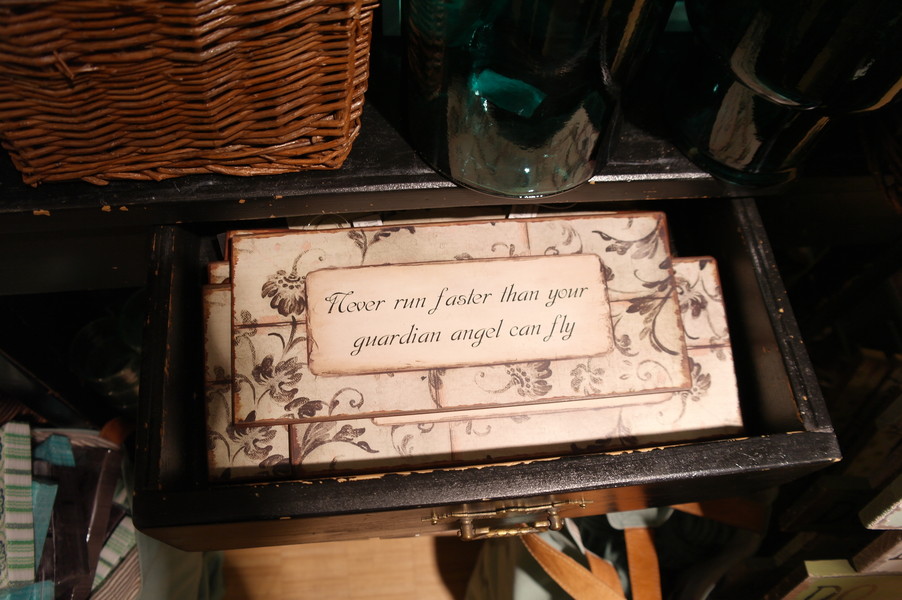 Never run faster than your
guardian angel can fly